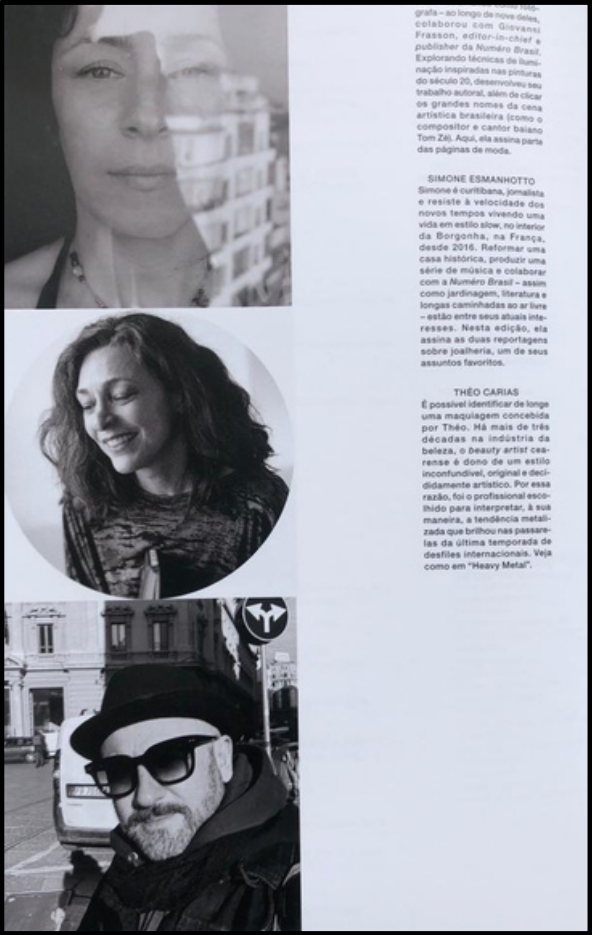 grafa – ao longo de nove deles,
colaborou com Giovanni
Frasson, editor-in-chief e
publisher da Numéro Brasil.
Explorando técnicas de ilumi-
nação inspiradas nas pinturas
do século 20, desenvolveu seu
trabalho autoral, além de clicar
os grandes nomes da cena
artística brasileira (como o
compositor e cantor baiano
Tom Zé). Aqui, ela assina parte
das páginas de moda.
SIMONE ESMANHOTTO
Simone é curitibana, jornalista
e resiste à velocidade dos
novos tempos vivendo uma
vida em estilo slow, no interior
da Borgonha, na França,
desde 2016. Reformar uma
casa histórica, produzir uma
série de música e colaborar
com a Numéro Brasil – assim
como jardinagem, literatura e
longas caminhadas ao ar livre
– estão entre seus atuais inte-
resses. Nesta edição, ela
assina as duas reportagens
sobre joalheria, um de seus
assuntos favoritos.
THÉO CARIAS
É possível identificar de longe
uma maquiagem concebida
por Théo. Há mais de três
décadas na indústria da
beleza, o beauty artist cea-
rense é dono de um estilo
inconfundível, original e deci-
didamente artístico. Por essa
razão, foi o profissional esco-
lhido para interpretar, à sua
maneira, a tendência metali-
zada que brilhou nas passare-
las da última temporada de
desfiles internacionais. Veja
como em “Heavy Metal”.